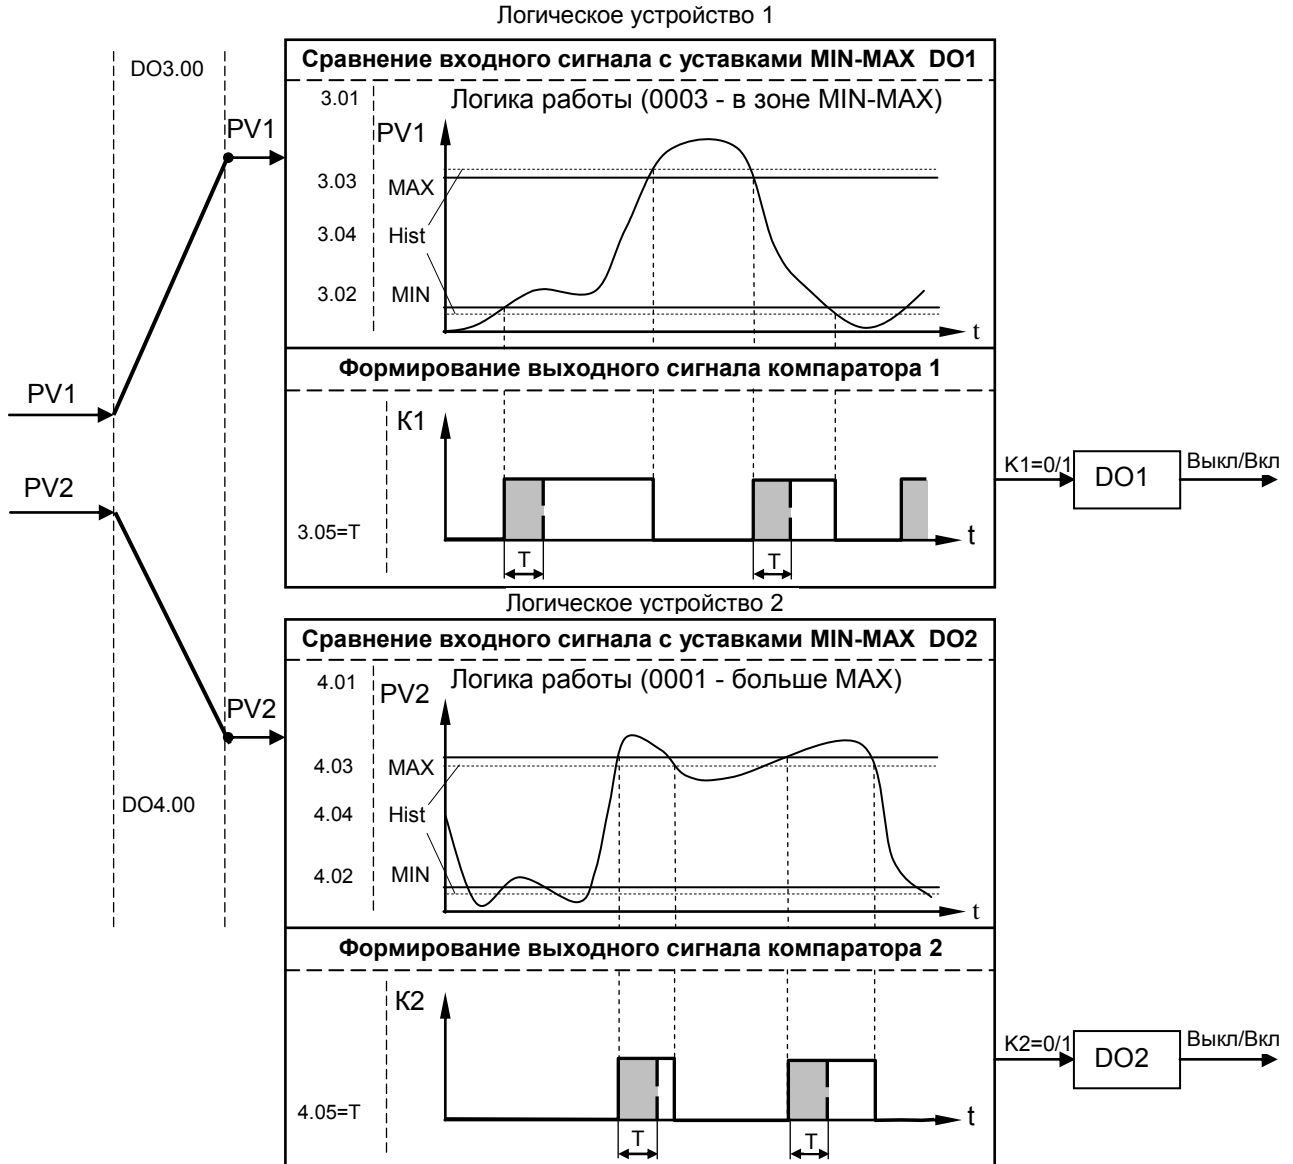 Логическое устройство 1
DO3.00
PV1
PV1
PV2
PV2
DO4.00
Сравнение входного сигнала с уставками MIN-MAX DO1
3.01
Логика работы (0003 - в зоне MIN-MAX)
PV1
3.03
MAX
3.04
Hist
3.02
MIN
t
Формирование выходного сигнала компаратора 1
К1
3.05=T
T
T
t
K1=0/1
DO1
Выкл/Вкл
Логическое устройство 2
Сравнение входного сигнала с уставками MIN-MAX DO2
4.01
Логика работы (0001 - больше MAX)
PV2
4.03
MAX
4.04
Hist
4.02
MIN
t
Формирование выходного сигнала компаратора 2
К2
4.05=T
T
T
t
K2=0/1
DO2
Выкл/Вкл